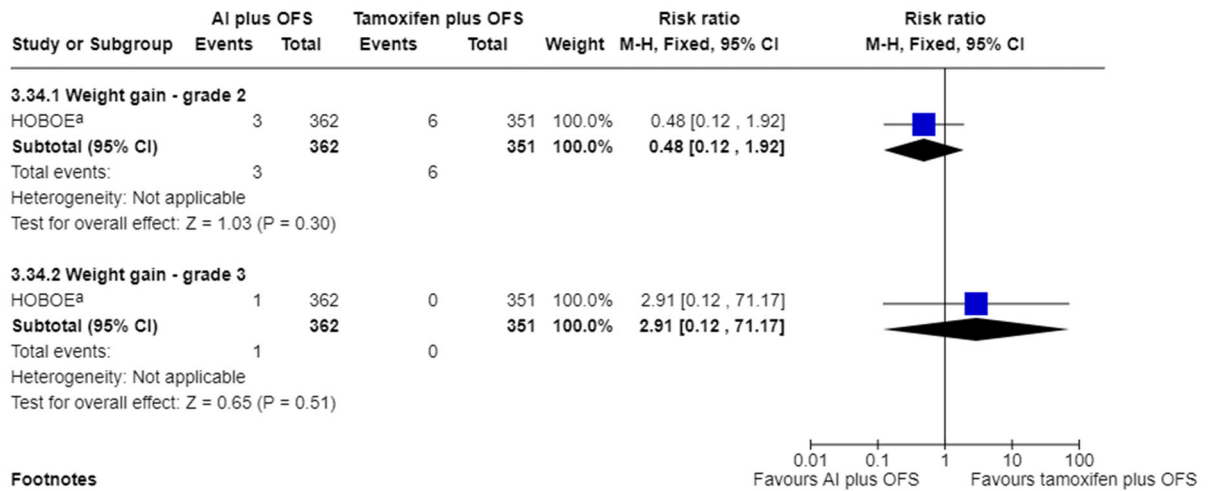 AI plus OFS Tamoxifen plus OFS Risk ratio Risk ratio
Study or Subgroup Events Total Events Total Weight M-H, Fixed, 95% CI M-H, Fixed, 95% CI
3.34.1 Weight gain - grade 2
HOBOEa 3 362 6 351 100.0% 0.48 [0.12 , 1.92]
Subtotal (95% CI) 362 351 100.0% 0.48 [0.12 , 1.92]
Total events: 3 6
Heterogeneity: Not applicable
Test for overall effect: Z = 1.03 (P = 0.30)
3.34.2 Weight gain - grade 3
HOBOEa 1 362 0 351 100.0% 2.91 [0.12 , 71.17]
Subtotal (95% CI) 362 351 100.0% 2.91 [0.12 , 71.17]
Total events: 1 0
Heterogeneity: Not applicable
Test for overall effect: Z = 0.65 (P = 0.51)
0.01 0.1 1 10 100
Footnotes Favours AI plus OFS Favours tamoxifen plus OFS